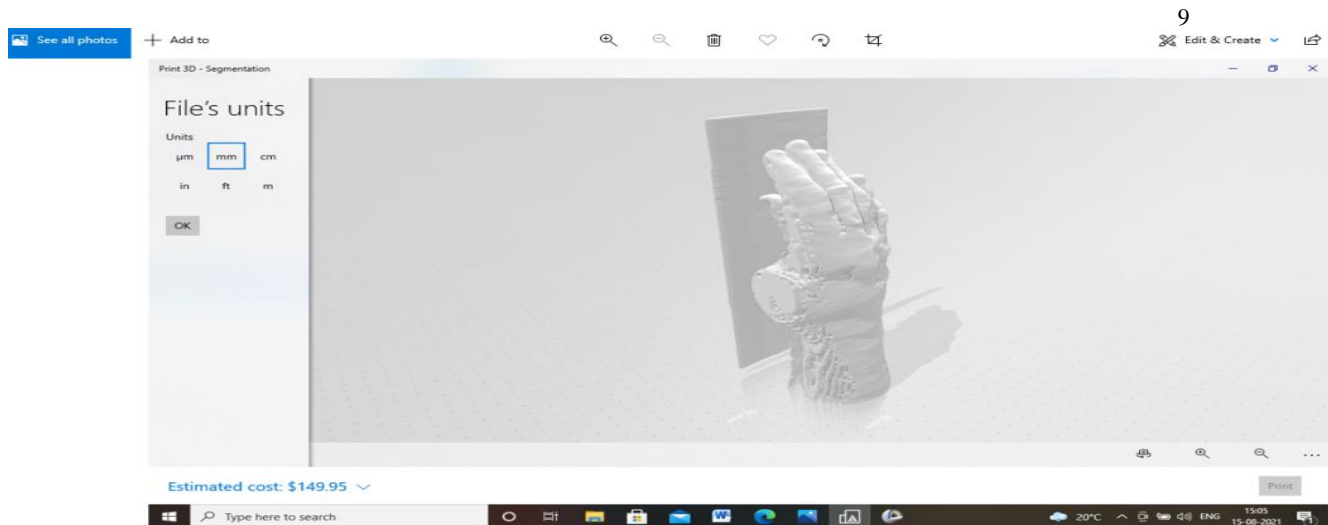 9
See all photos
Add to
Edit & Create
Print 3D - Segmentation
File's units
Units
µm mm cm
in ft m
OK
Estimated cost: $149.95
Print
Type here to search
20°C ENG 15:05
15-08-2021